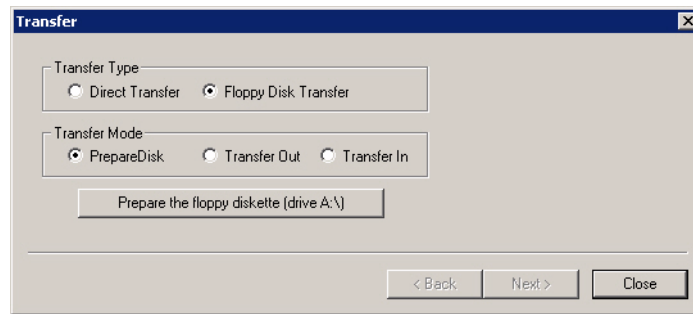 Transfer
Transfer Type
Direct Transfer Floppy Disk Transfer
Transfer Mode
PrepareDisk Transfer Out Transfer In
Prepare the floppy diskette (drive A:\)
< Back Next > Close